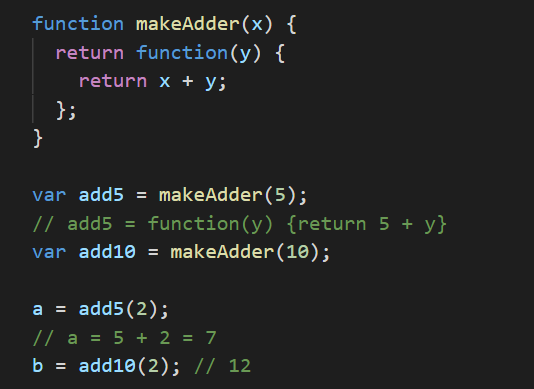 function makeAdder(x) {
  return function(y) {
    return x + y;
  };
}

var add5 = makeAdder(5);
// add5 = function(y) {return 5 + y}
var add10 = makeAdder(10);

a = add5(2);
// a = 5 + 2 = 7
b = add10(2); // 12